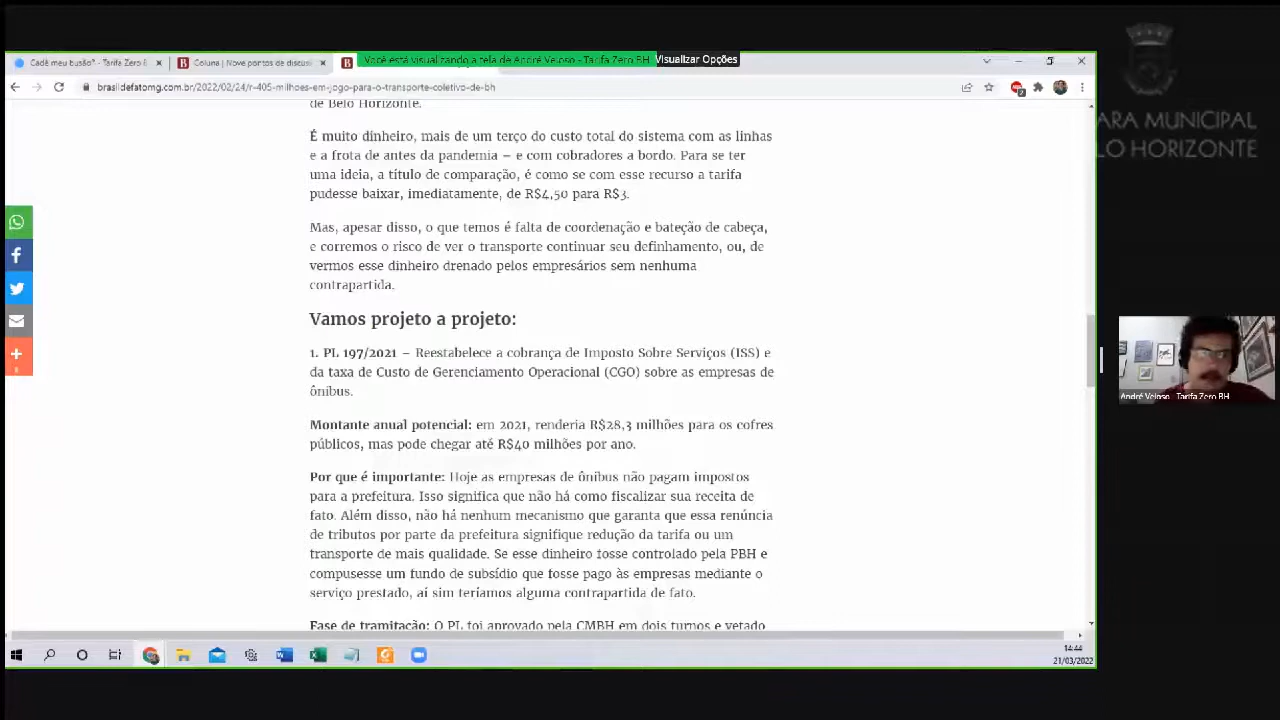 Você está visualizando a tela de André Veloso - Tarifa Zero BH
Visualizar Opções
Cadê meu busão? - Tarifa Zero B
Coluna | Nove pontos de discus
brasildefatomg.com.br/2022/02/24/r-405-milhoes-em-jogo-para-o-transporte-coletivo-de-bh
ARA MUNICIPAL
LO HORIZONTE
de Belo Horizonte.
É muito dinheiro, mais de um terço do custo total do sistema com as linhas
e a frota de antes da pandemia – e com cobradores a bordo. Para se ter
uma ideia, a título de comparação, é como se com esse recurso a tarifa
pudesse baixar, imediatamente, de R$4,50 para R$3.
Mas, apesar disso, o que temos é falta de coordenação e bateção de cabeça,
e corremos o risco de ver o transporte continuar seu definhamento, ou, de
vermos esse dinheiro drenado pelos empresários sem nenhuma
contrapartida.
Vamos projeto a projeto:
1. PL 197/2021 – Reestabelece a cobrança de Imposto Sobre Serviços (ISS) e
da taxa de Custo de Gerenciamento Operacional (CGO) sobre as empresas de
ônibus.
Montante anual potencial: em 2021, renderia R$28,3 milhões para os cofres
públicos, mas pode chegar até R$40 milhões por ano.
Por que é importante: Hoje as empresas de ônibus não pagam impostos
para a prefeitura. Isso significa que não há como fiscalizar sua receita de
fato. Além disso, não há nenhum mecanismo que garanta que essa renúncia
de tributos por parte da prefeitura signifique redução da tarifa ou um
transporte de mais qualidade. Se esse dinheiro fosse controlado pela PBH e
compusesse um fundo de subsídio que fosse pago às empresas mediante o
serviço prestado, aí sim teríamos alguma contrapartida de fato.
Fase de tramitação: O PL foi aprovado pela CMBH em dois turnos e vetado
André Veloso - Tarifa Zero BH
14:44
21/03/2022